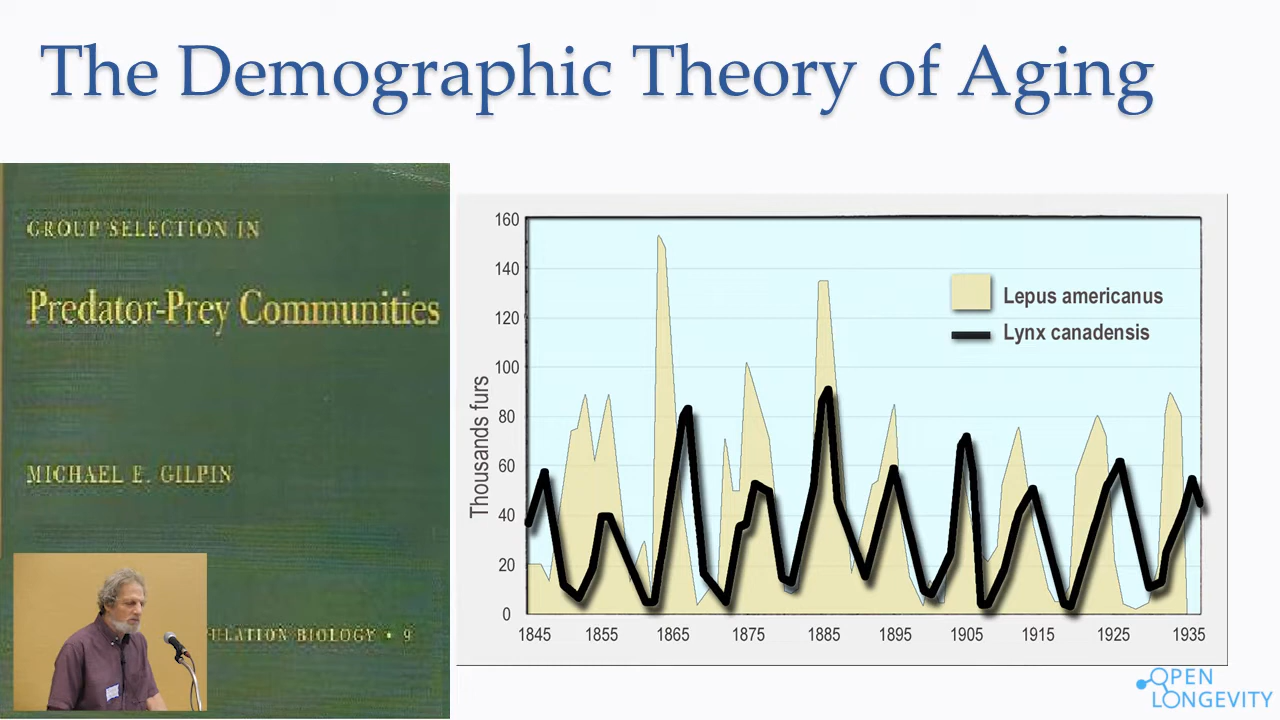 The Demographic Theory of Aging
GROUP SELECTION IN
Predator-Prey Communities
MICHAEL E. GILPIN
BIOLOGY • 9
160
140
120
100
80
60
40
20
0
Thousands furs
Lepus americanus
Lynx canadensis
1845 1855 1865 1875 1885 1895 1905 1915 1925 1935
OPEN
LONGEVITY